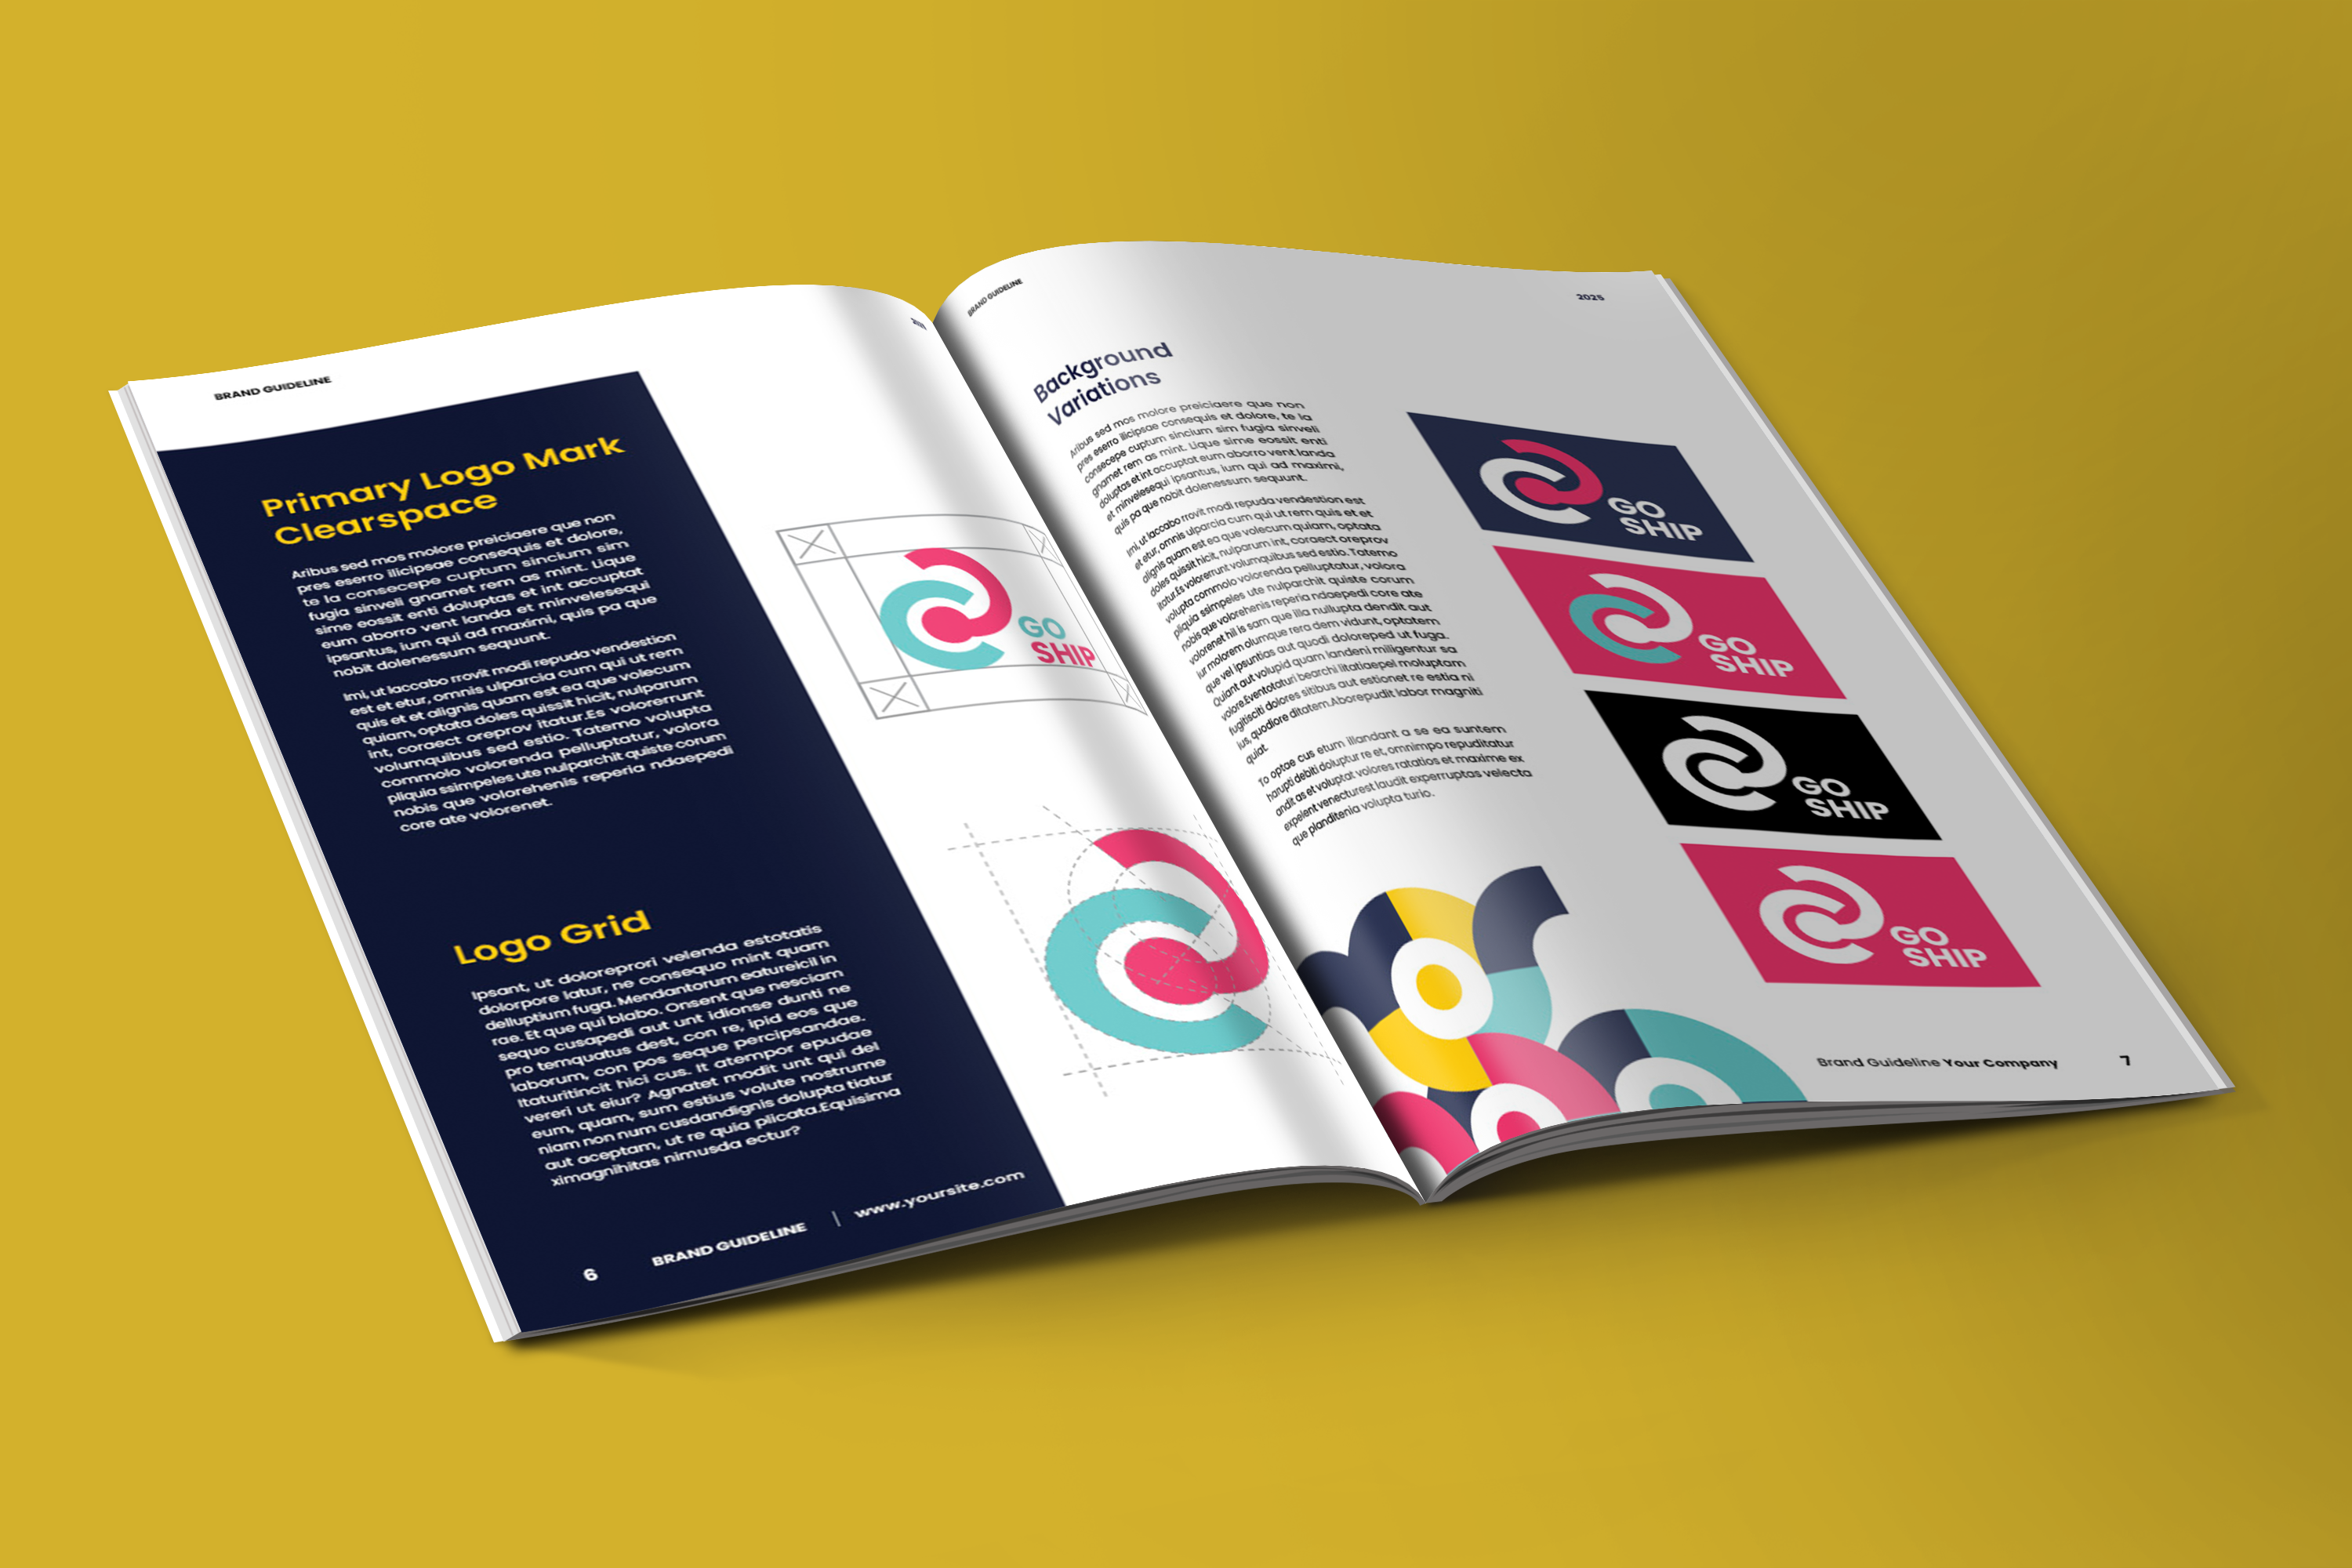 BRAND GUIDELINE
Primary Logo Mark
Clearspace
Aribus sed mos molore preiciaere que non
pres eserro ilicipsae consequis et dolore,
te la consecepe cuptum sincium sim
fugia sinveli gnamet rem as mint. Lique
sime eossit enti doluptas et int accuptat
eum aborro vent landa et minvelesequi
ipsantus, ium qui ad maximi, quis pa que
nobit dolenessum sequunt.
Imi, ut laccabo rrovit modi repuda vendestion
est et etur, omnis ulparcia cum qui ut rem
quis et et alignis quam est ea que volecum
quiam, optata doles quissit hicit, nulparum
int, coraect oreprov itatur.Es volorerrunt
volumquibus sed estio. Tatemo volupta
commolo volorenda pelluptatur, volora
pliquia ssimpeles ute nulparchit quiste corum
nobis que volorehenis reperia ndaepedi
core ate volorenet.
Logo Grid
Ipsant, ut doloreprori velenda estotatis
dolorpore latur, ne consequo mint quam
delluptium fuga. Mendantorum eatureicil in
rae. Et que qui blabo. Onsent que nesciam
sequo cusapedi aut unt idionse dunti ne
pro temquatus dest, con re, ipid eos que
laborum, con pos seque percipsandae.
Itaturitincit hici cus. It atempor epudae
vereri ut eiur? Agnatet modit unt qui del
eum, quam, sum estius volute nostrume
niam non num cusdandignis dolupta tiatur
aut aceptam, ut re quia plicata.Equisima
ximagnihitas nimusda ectur?
6 BRAND GUIDELINE | www.yoursite.com
GO
SHIP
BRAND GUIDELINE 2025
Background
Variations
Aribus sed mos molore preiciaere que non
pres eserro ilicipsae consequis et dolore, te la
consecepe cuptum sincium sim fugia sinveli
gnamet rem as mint. Lique sime eossit enti
doluptas et int accuptat eum aborro vent landa
et minvelesequi ipsantus, ium qui ad maximi,
quis pa que nobit dolenessum sequunt.
Imi, ut laccabo rrovit modi repuda vendestion est
et etur, omnis ulparcia cum qui ut rem quis et et
alignis quam est ea que volecum quiam, optata
doles quissit hicit, nulparum int, coraect oreprov
itatur.Es volorerrunt volumquibus sed estio. Tatemo
volupta commolo volorenda pelluptatur, volora
pliquia ssimpeles ute nulparchit quiste corum
nobis que volorehenis reperia ndaepedi core ate
volorenet hil is sam que illa nullupta dendit aut
iur molorem olumque rera dem vidunt, optatem
que vel ipsuntias aut quodi doloreped ut fuga.
Quiant aut volupid quam landeni milligentur sa
volore.Eventotaturi bearchi litatiaepel moluptam
fugitisciti dolores sitibus aut estionet re estia ni
ius, quodiore ditatem.Aborepudit labor magniti
quiat.
To optae cus etum illandant a se ea suntem
harupti debiti doluptur re et, omnimpo repuditatur
andit as et voluptat volores ratatios et maxime ex
expelent venecturest laudit experruptas velecta
que planditenia volupta turio.
GO
SHIP
GO
SHIP
GO
SHIP
GO
SHIP
Brand Guideline Your Company 7